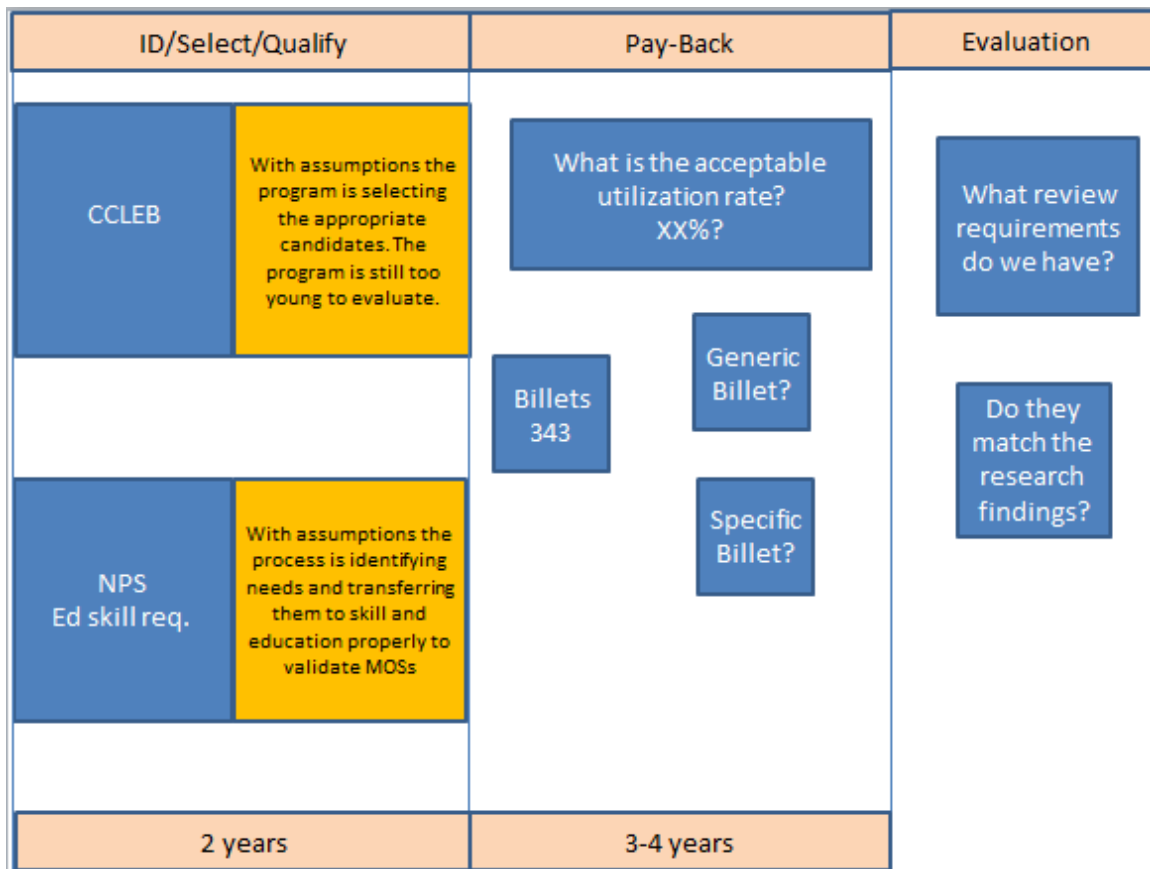 ID/Select/Qualify
Pay-Back
Evaluation
CCLEB
With assumptions the
program is selecting
the appropriate
candidates. The
program is still too
young to evaluate.
What is the acceptable
utilization rate?
XX%?
What review
requirements
do we have?
Billets
343
Generic
Billet?
Do they
match the
research
findings?
NPS
Ed skill req.
With assumptions the
process is identifying
needs and transferring
them to skill and
education properly to
validate MOSs
Specific
Billet?
2 years
3-4 years